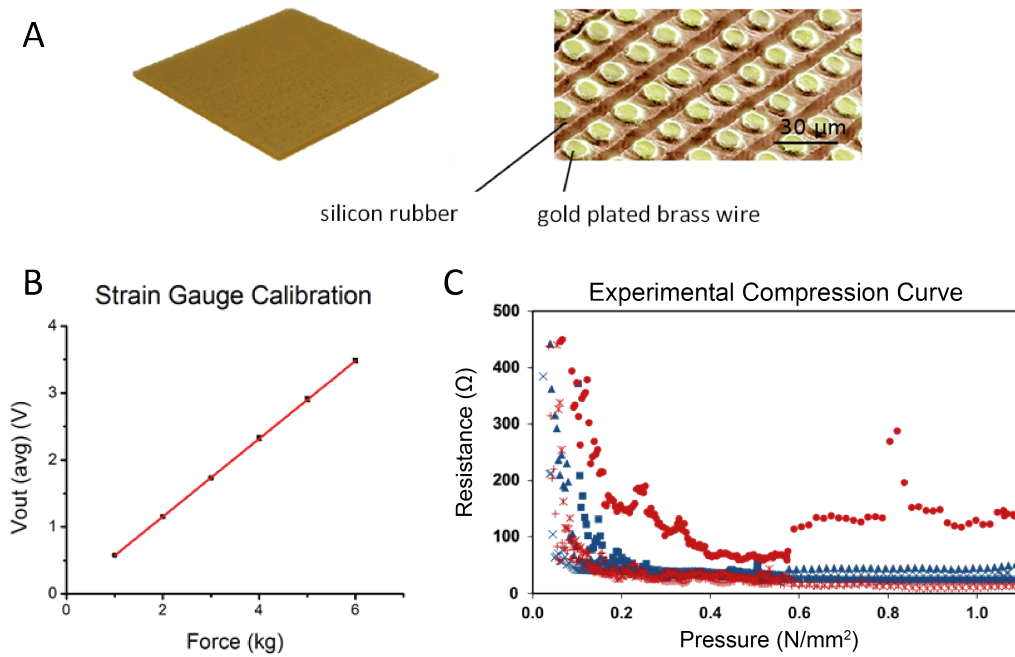 A
30 µm
silicon rubber
gold plated brass wire
B
Strain Gauge Calibration
Vout (avg) (V)
4
3
2
1
0
0
2
4
6
Force (kg)
C
Experimental Compression Curve
Resistance (Ω)
500
400
300
200
100
0
0.0
0.2
0.4
0.6
0.8
1.0
Pressure (N/mm²)